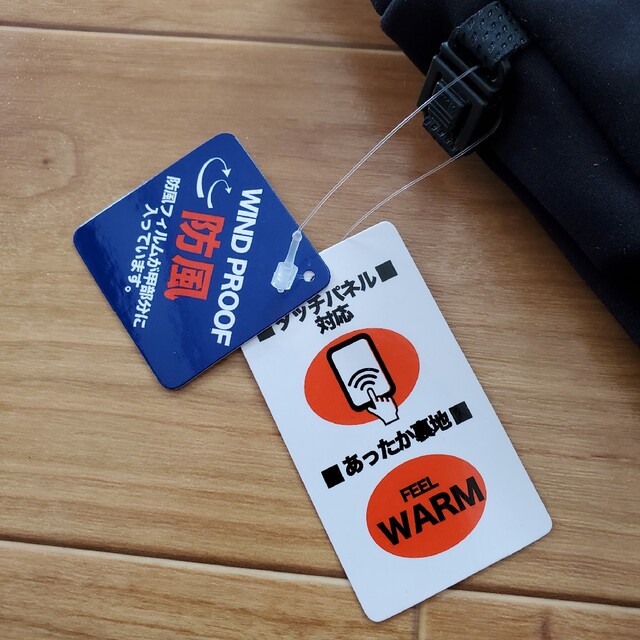 WIND PROOF
防風
防風フィルムが甲部分に
入っています。
■タッチパネル■
対応
■あったか裏地■
FEEL
WARM